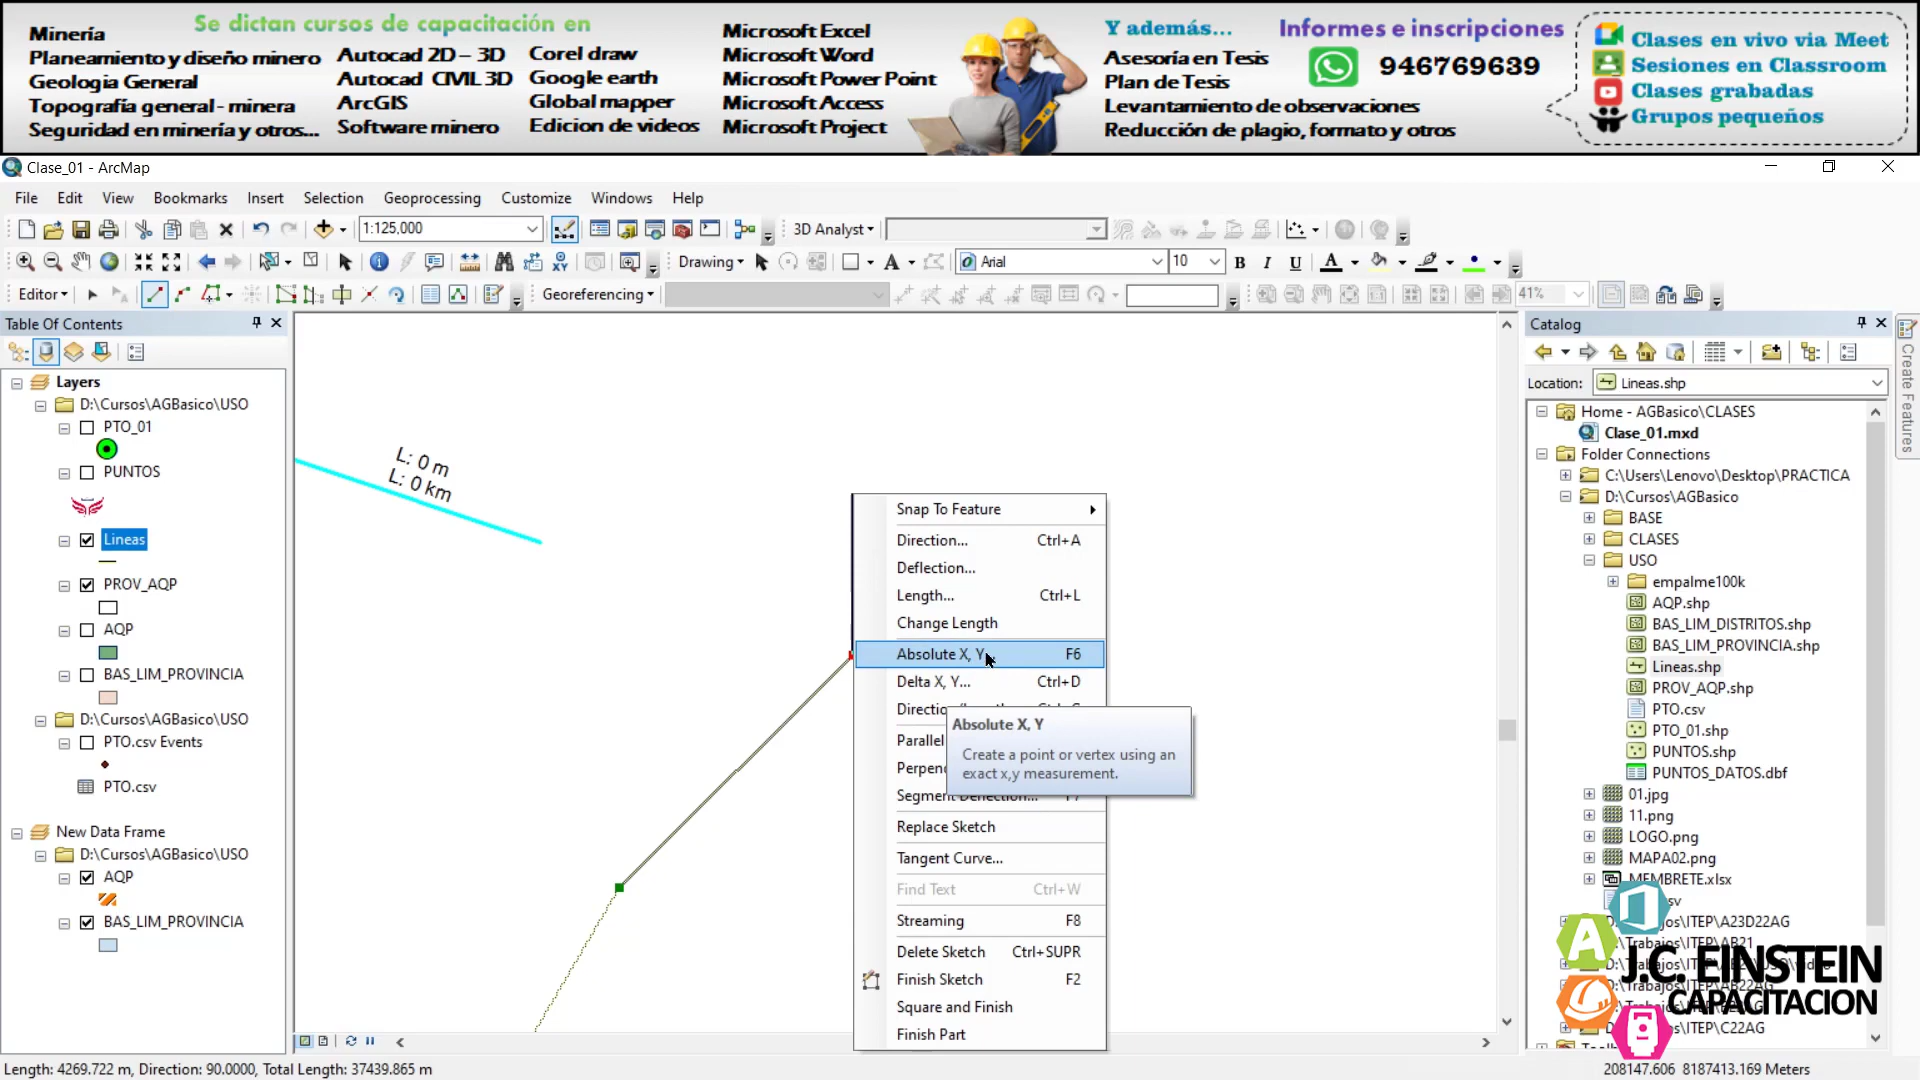 Se dictan cursos de capacitación en
Minería
Planeamiento y diseño minero
Geologia General
Topografía general - minera
Seguridad en minería y otros...
Autocad 2D – 3D
Autocad CIVIL 3D
ArcGIS
Software minero
Corel draw
Google earth
Global mapper
Edicion de videos
Microsoft Excel
Microsoft Word
Microsoft Power Point
Microsoft Access
Microsoft Project
Y además...
Asesoría en Tesis
Plan de Tesis
Levantamiento de observaciones
Reducción de plagio, formato y otros
Informes e inscripciones
946769639
Clases en vivo via Meet
Sesiones en Classroom
Clases grabadas
Grupos pequeños
Clase_01 - ArcMap
File Edit View Bookmarks Insert Selection Geoprocessing Customize Windows Help
1:125,000
3D Analyst
Drawing
Arial
10
B I U A
Editor
Georeferencing
41%
Table Of Contents
Layers
D:\Cursos\AGBasico\USO
PTO_01
PUNTOS
Lineas
PROV_AQP
AQP
BAS_LIM_PROVINCIA
D:\Cursos\AGBasico\USO
PTO.csv Events
PTO.csv
New Data Frame
D:\Cursos\AGBasico\USO
AQP
BAS_LIM_PROVINCIA
L: 0 m
L: 0 km
Snap To Feature
Direction... Ctrl+A
Deflection...
Length... Ctrl+L
Change Length
Absolute X, Y F6
Delta X, Y... Ctrl+D
Parallel
Segment Deflection... F7
Replace Sketch
Tangent Curve...
Find Text Ctrl+W
Streaming F8
Delete Sketch Ctrl+SUPR
Finish Sketch F2
Square and Finish
Finish Part
Absolute X, Y
Create a point or vertex using an
exact x,y measurement.
Catalog
Location: Lineas.shp
Home - AGBasico\CLASES
Clase_01.mxd
Folder Connections
C:\Users\Lenovo\Desktop\PRACTICA
D:\Cursos\AGBasico
BASE
CLASES
USO
empalme100k
AQP.shp
BAS_LIM_DISTRITOS.shp
BAS_LIM_PROVINCIA.shp
Lineas.shp
PROV_AQP.shp
PTO.csv
PTO_01.shp
PUNTOS.shp
PUNTOS_DATOS.dbf
01.jpg
11.png
LOGO.png
MAPA02.png
MEMBRETE.xlsx
Trabajos\ITEP\A23D22AG
Create Features
J.C. EINSTEIN
CAPACITACION
Length: 4269.722 m, Direction: 90.0000, Total Length: 37439.865 m
208147.606 8187413.169 Meters